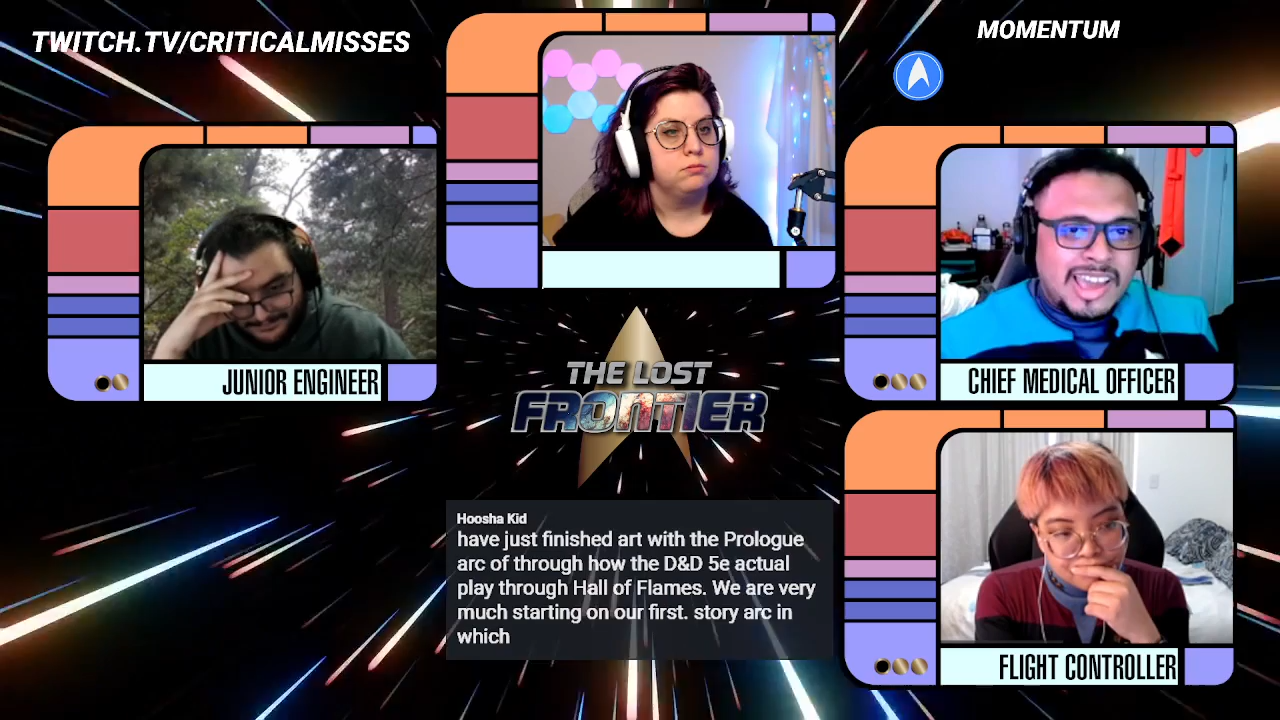 TWITCH.TV/CRITICALMISSES
MOMENTUM
JUNIOR ENGINEER
CHIEF MEDICAL OFFICER
THE LOST
FRONTIER
Hoosha Kid
have just finished art with the Prologue
arc of through how the D&D 5e actual
play through Hall of Flames. We are very
much starting on our first. story arc in
which
FLIGHT CONTROLLER